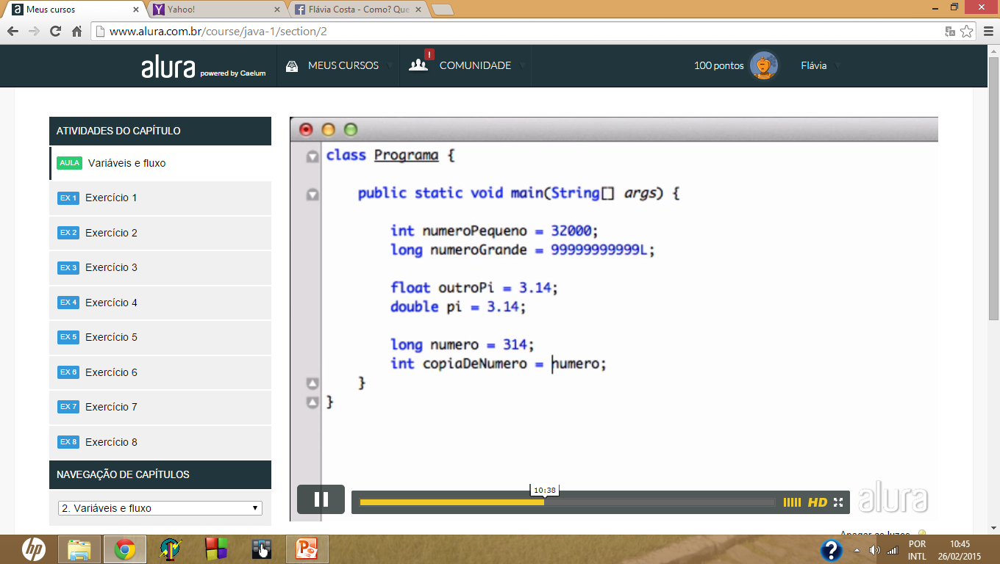 Meus cursos
Yahoo!
Flávia Costa - Como? Que
www.alura.com.br/course/java-1/section/2
alura powered by Caelum
MEUS CURSOS
!
COMUNIDADE
100 pontos
Flávia
ATIVIDADES DO CAPÍTULO
AULA Variáveis e fluxo
EX 1 Exercício 1
EX 2 Exercício 2
EX 3 Exercício 3
EX 4 Exercício 4
EX 5 Exercício 5
EX 6 Exercício 6
EX 7 Exercício 7
EX 8 Exercício 8
NAVEGAÇÃO DE CAPÍTULOS
2. Variáveis e fluxo
class Programa {
public static void main(String[] args) {
int numeroPequeno = 32000;
long numeroGrande = 99999999999L;
float outroPi = 3.14;
double pi = 3.14;
long numero = 314;
int copiaDeNumero = numero;
}
}
10:38
HD
alura
Apagar as luzes
hp
?
POR
INTL
10:45
26/02/2015